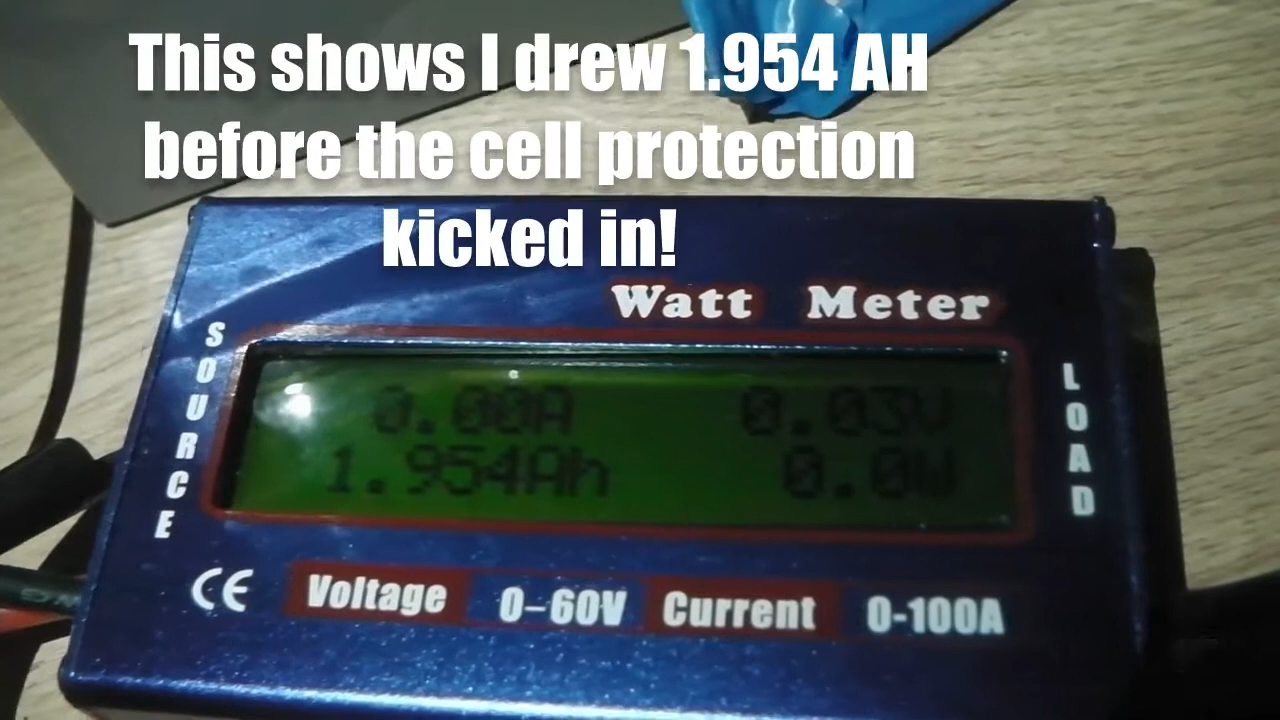 This shows I drew 1.954 AH
before the cell protection
kicked in!
Watt Meter
SOURCE
0.00A 0.03V
1.954Ah 0.0W
LOAD
CE Voltage 0-60V Current 0-100A